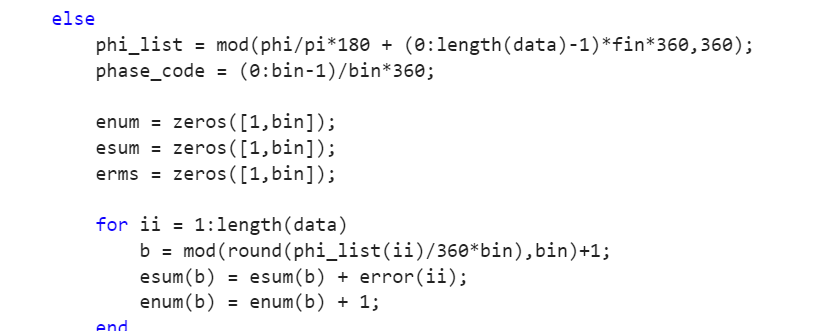 else
phi_list = mod(phi/pi*180 + (0:length(data)-1)*fin*360,360);
phase_code = (0:bin-1)/bin*360;
enum = zeros([1,bin]);
esum = zeros([1,bin]);
erms = zeros([1,bin]);
for ii = 1:length(data)
b = mod(round(phi_list(ii)/360*bin),bin)+1;
esum(b) = esum(b) + error(ii);
enum(b) = enum(b) + 1;
end